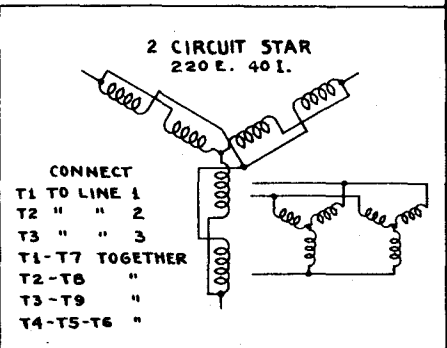 2 CIRCUIT STAR
220 E. 40 I.
CONNECT
T1 TO LINE 1
T2 " " 2
T3 " " 3
T1-T7 TOGETHER
T2-T8 "
T3-T9 "
T4-T5-T6 "